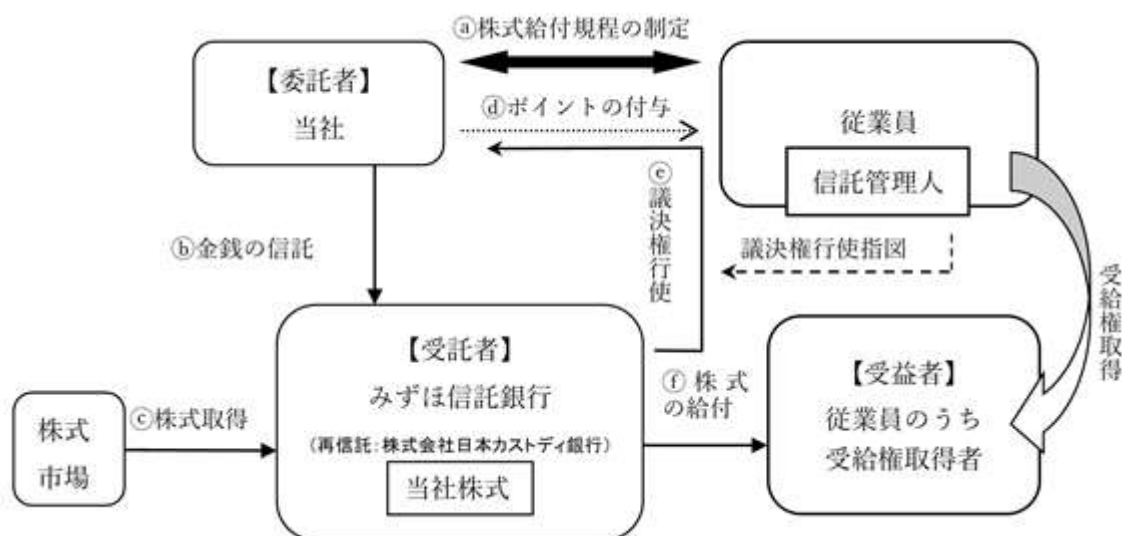 ⓐ株式給付規程の制定
【委託者】
当社
ⓓポイントの付与
従業員
信託管理人
ⓔ議決権行使
ⓑ金銭の信託
議決権行使指図
受給権取得
【受託者】
みずほ信託銀行
(再信託:株式会社日本カストディ銀行)
当社株式
株式
市場
ⓒ株式取得
ⓕ株式
の給付
【受益者】
従業員のうち
受給権取得者